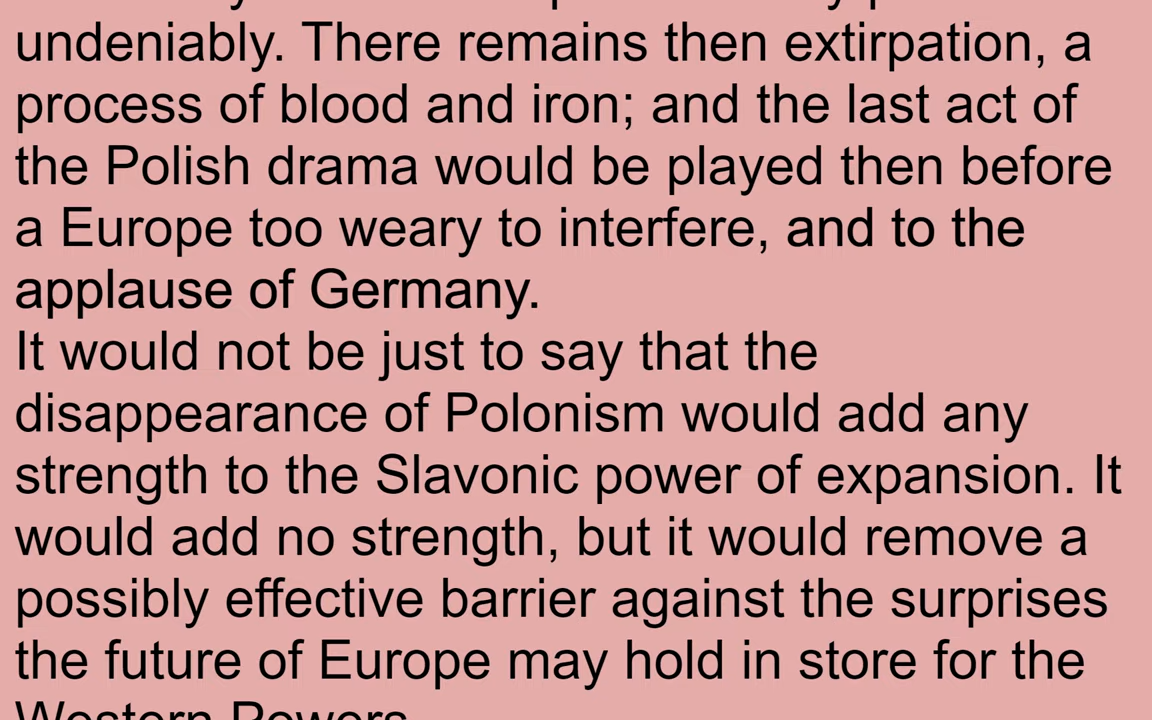 undeniably. There remains then extirpation, a
process of blood and iron; and the last act of
the Polish drama would be played then before
a Europe too weary to interfere, and to the
applause of Germany.
It would not be just to say that the
disappearance of Polonism would add any
strength to the Slavonic power of expansion. It
would add no strength, but it would remove a
possibly effective barrier against the surprises
the future of Europe may hold in store for the
Western Powers.